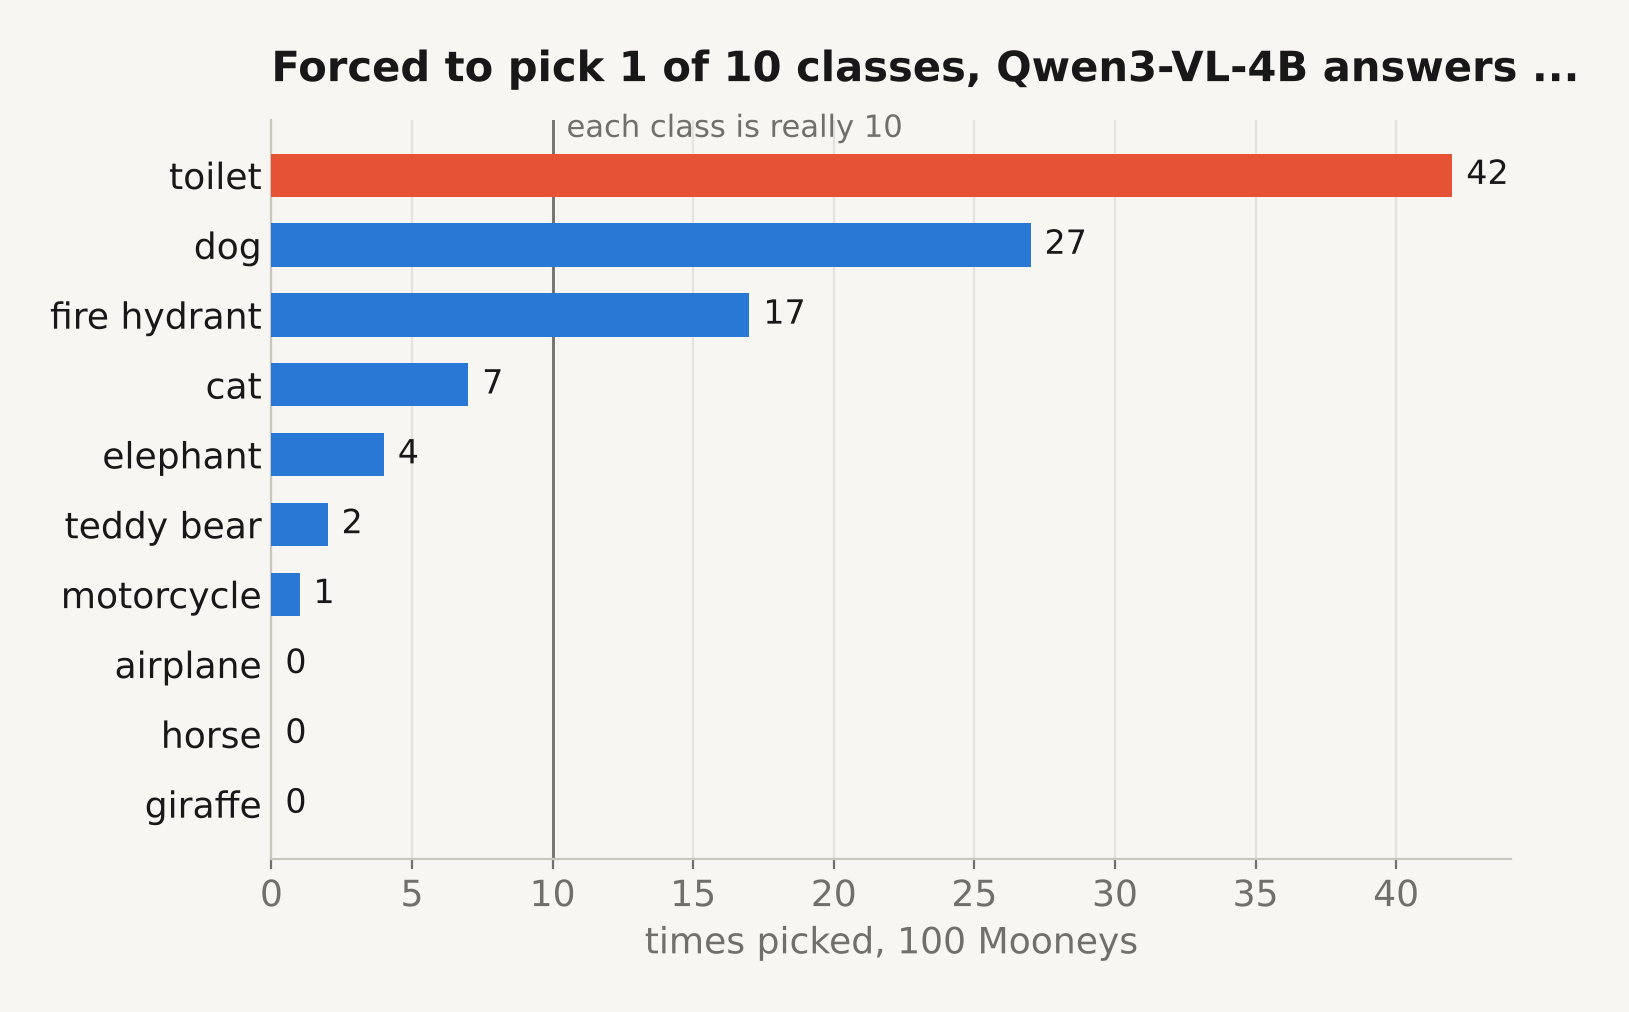 Forced to pick 1 of 10 classes, Qwen3-VL-4B answers ...
each class is really 10
toilet 42
dog 27
fire hydrant 17
cat 7
elephant 4
teddy bear 2
motorcycle 1
airplane 0
horse 0
giraffe 0
0 5 10 15 20 25 30 35 40
times picked, 100 Mooneys